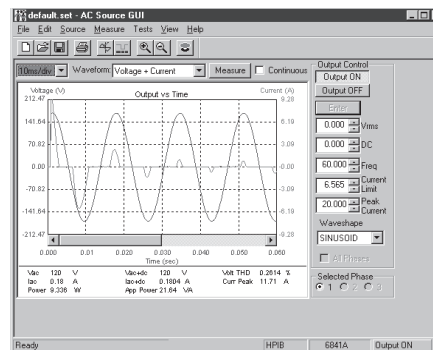 default.set - AC Source GUI
File Edit Source Measure Tests View Help
10ms/div Waveform: Voltage + Current Measure Continuous
Output Control
Output ON
Output OFF
Enter
0.000 Vrms
0.000 DC
60.000 Freq
6.565 Current Limit
20.000 Peak Current
Waveshape
SINUSOID
All Phases
Selected Phase
1 2 3
Voltage (V) Output vs Time Current (A)
212.47 9.28
141.64 6.19
70.82 3.09
0.00 -0.00
-70.82 3.09
-141.64 6.19
-212.47 -9.28
0.000 0.010 0.020 0.030 0.040 0.050 0.060
Time (sec)
Vac 120 V Vac+dc 120 V Volt THD 0.2614 %
Iac 0.18 A Iac+dc 0.1804 A Curr Peak 11.71 A
Power 9.336 W App Power 21.64 VA
Ready HPIB 6841A Output ON